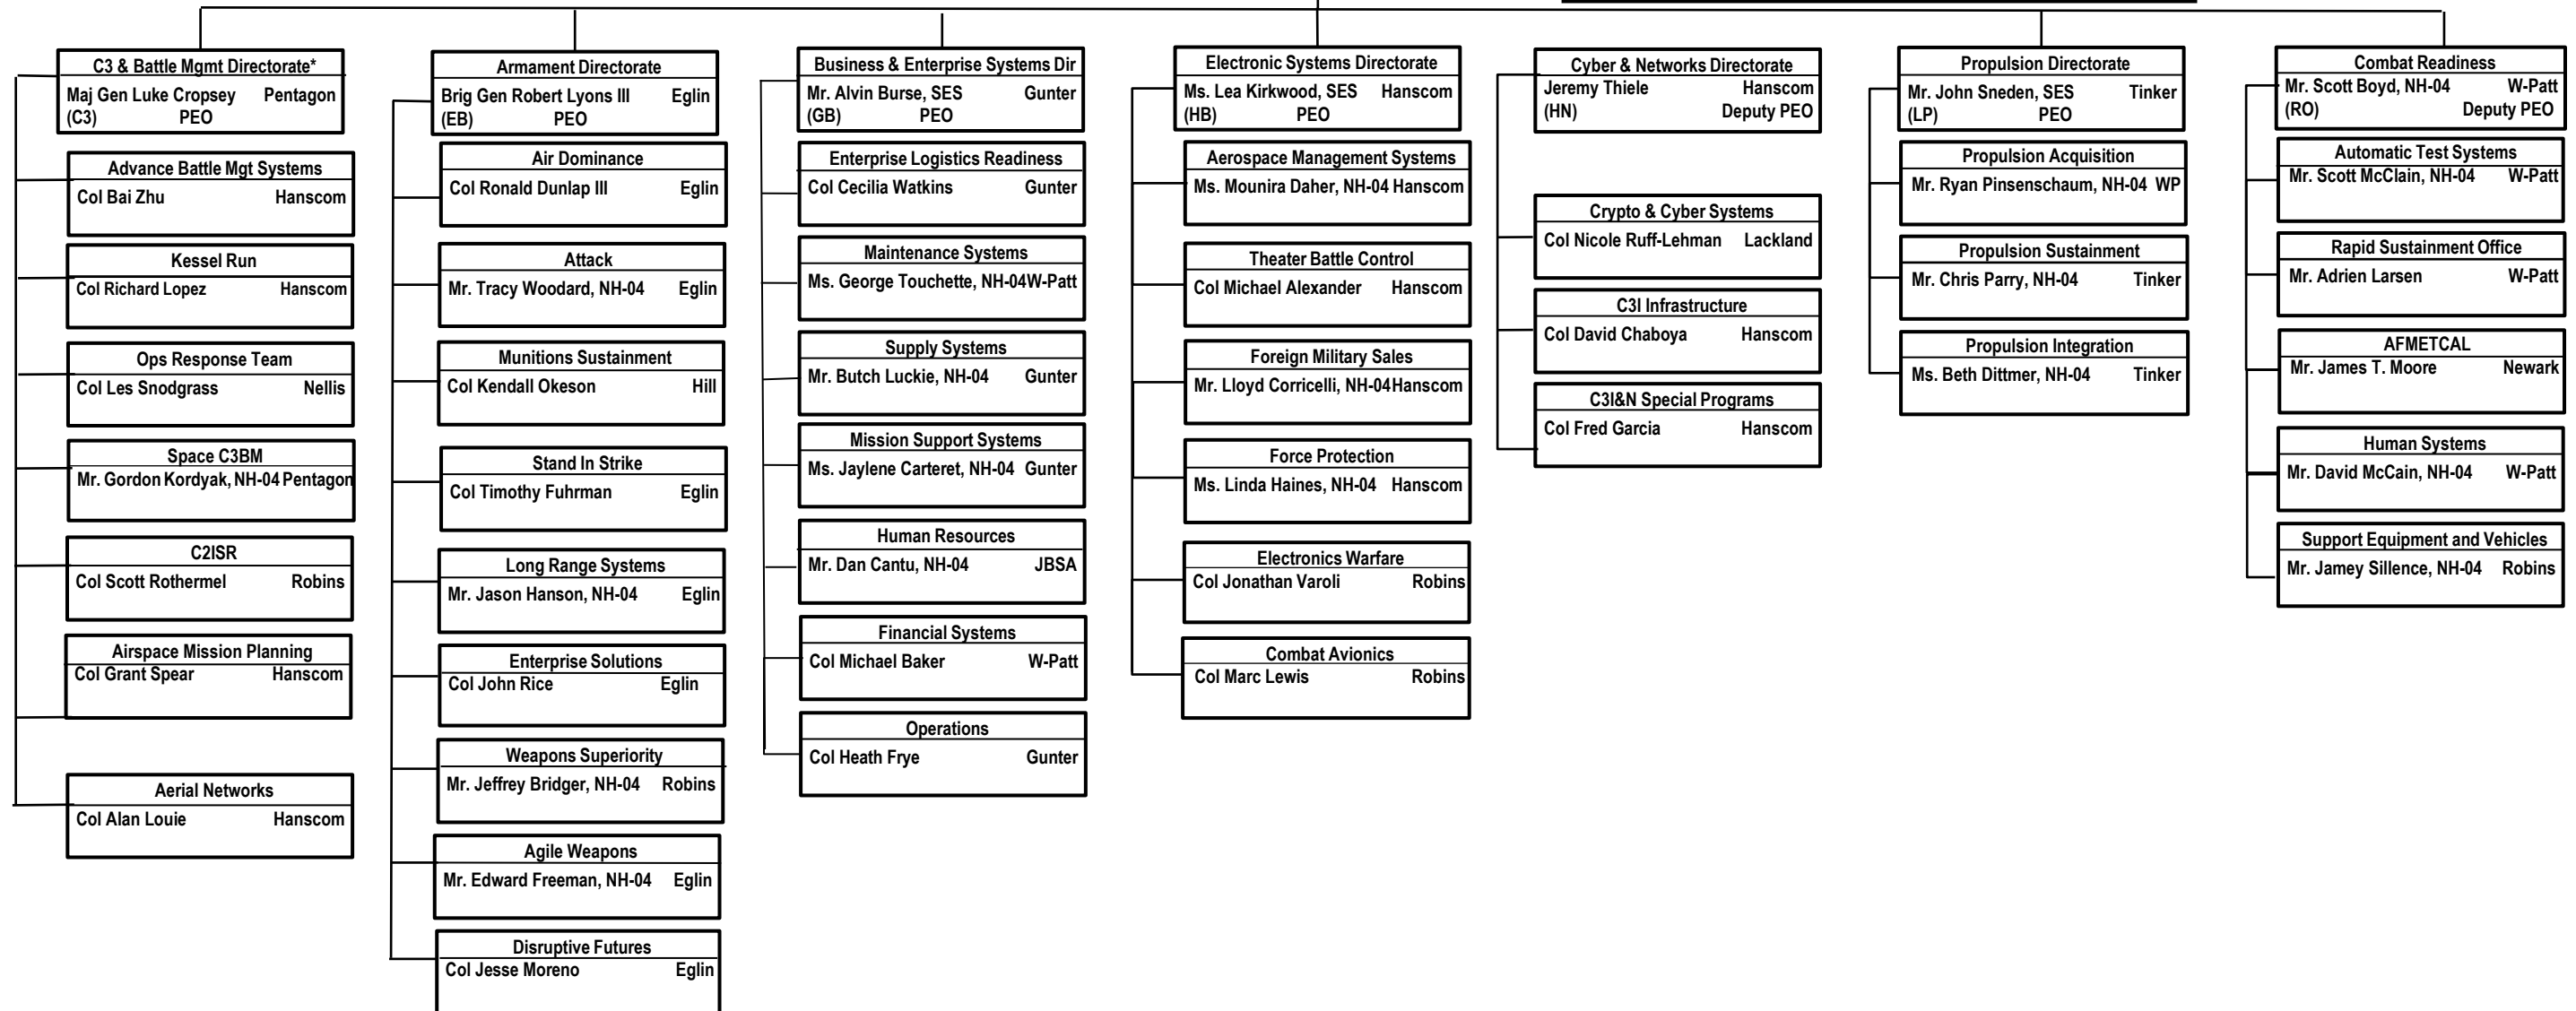 C3 & Battle Mgmt Directorate*
Maj Gen Luke Cropsey Pentagon
(C3) PEO
Advance Battle Mgt Systems
Col Bai Zhu Hanscom
Kessel Run
Col Richard Lopez Hanscom
Ops Response Team
Col Les Snodgrass Nellis
Space C3BM
Mr. Gordon Kordyak, NH-04 Pentagon
C2ISR
Col Scott Rothermel Robins
Airspace Mission Planning
Col Grant Spear Hanscom
Aerial Networks
Col Alan Louie Hanscom
Armament Directorate
Brig Gen Robert Lyons III Eglin
(EB) PEO
Air Dominance
Col Ronald Dunlap III Eglin
Attack
Mr. Tracy Woodard, NH-04 Eglin
Munitions Sustainment
Col Kendall Okeson Hill
Stand In Strike
Col Timothy Fuhrman Eglin
Long Range Systems
Mr. Jason Hanson, NH-04 Eglin
Enterprise Solutions
Col John Rice Eglin
Weapons Superiority
Mr. Jeffrey Bridger, NH-04 Robins
Agile Weapons
Mr. Edward Freeman, NH-04 Eglin
Disruptive Futures
Col Jesse Moreno Eglin
Business & Enterprise Systems Dir
Mr. Alvin Burse, SES Gunter
(GB) PEO
Enterprise Logistics Readiness
Col Cecilia Watkins Gunter
Maintenance Systems
Ms. George Touchette, NH-04W-Patt
Supply Systems
Mr. Butch Luckie, NH-04 Gunter
Mission Support Systems
Ms. Jaylene Carteret, NH-04 Gunter
Human Resources
Mr. Dan Cantu, NH-04 JBSA
Financial Systems
Col Michael Baker W-Patt
Operations
Col Heath Frye Gunter
Electronic Systems Directorate
Ms. Lea Kirkwood, SES Hanscom
(HB) PEO
Aerospace Management Systems
Ms. Mounira Daher, NH-04 Hanscom
Theater Battle Control
Col Michael Alexander Hanscom
Foreign Military Sales
Mr. Lloyd Corricelli, NH-04Hanscom
Force Protection
Ms. Linda Haines, NH-04 Hanscom
Electronics Warfare
Col Jonathan Varoli Robins
Combat Avionics
Col Marc Lewis Robins
Cyber & Networks Directorate
Jeremy Thiele Hanscom
(HN) Deputy PEO
Crypto & Cyber Systems
Col Nicole Ruff-Lehman Lackland
C3I Infrastructure
Col David Chaboya Hanscom
C3I&N Special Programs
Col Fred Garcia Hanscom
Propulsion Directorate
Mr. John Sneden, SES Tinker
(LP) PEO
Propulsion Acquisition
Mr. Ryan Pinsenschaum, NH-04 WP
Propulsion Sustainment
Mr. Chris Parry, NH-04 Tinker
Propulsion Integration
Ms. Beth Dittmer, NH-04 Tinker
Combat Readiness
Mr. Scott Boyd, NH-04 W-Patt
(RO) Deputy PEO
Automatic Test Systems
Mr. Scott McClain, NH-04 W-Patt
Rapid Sustainment Office
Mr. Adrien Larsen W-Patt
AFMETCAL
Mr. James T. Moore Newark
Human Systems
Mr. David McCain, NH-04 W-Patt
Support Equipment and Vehicles
Mr. Jamey Sillence, NH-04 Robins